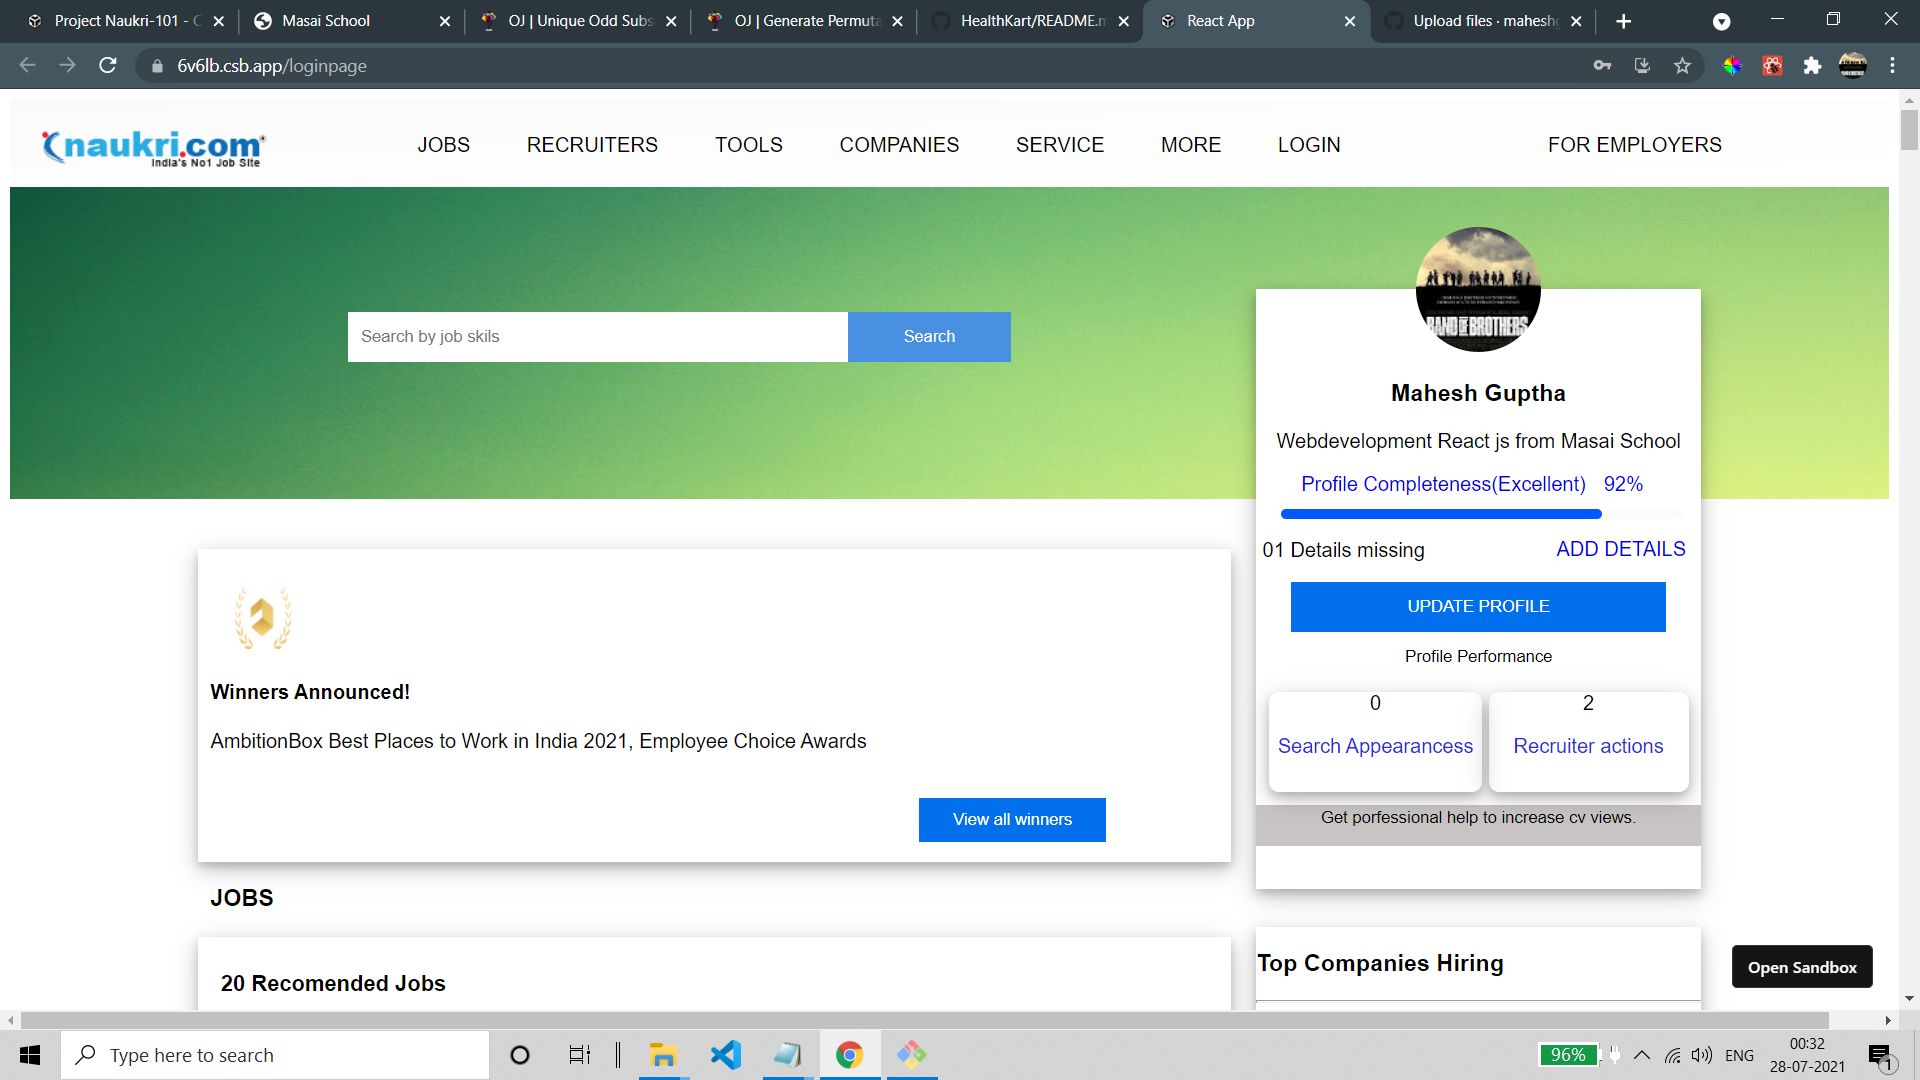 Project Naukri-101 - C
Masai School
OJ | Unique Odd Subs
OJ | Generate Permuta
HealthKart/README.m
React App
Upload files · maheshg
6v6lb.csb.app/loginpage
naukri.com
India's No1 Job Site
JOBS RECRUITERS TOOLS COMPANIES SERVICE MORE LOGIN FOR EMPLOYERS
Search by job skils
Search
BAND OF BROTHERS
Mahesh Guptha
Webdevelopment React js from Masai School
Profile Completeness(Excellent) 92%
01 Details missing ADD DETAILS
UPDATE PROFILE
Profile Performance
0
Search Appearancess
2
Recruiter actions
Get porfessional help to increase cv views.
Winners Announced!
AmbitionBox Best Places to Work in India 2021, Employee Choice Awards
View all winners
JOBS
20 Recomended Jobs
Top Companies Hiring
Open Sandbox
Type here to search
96%
ENG
00:32
28-07-2021
1